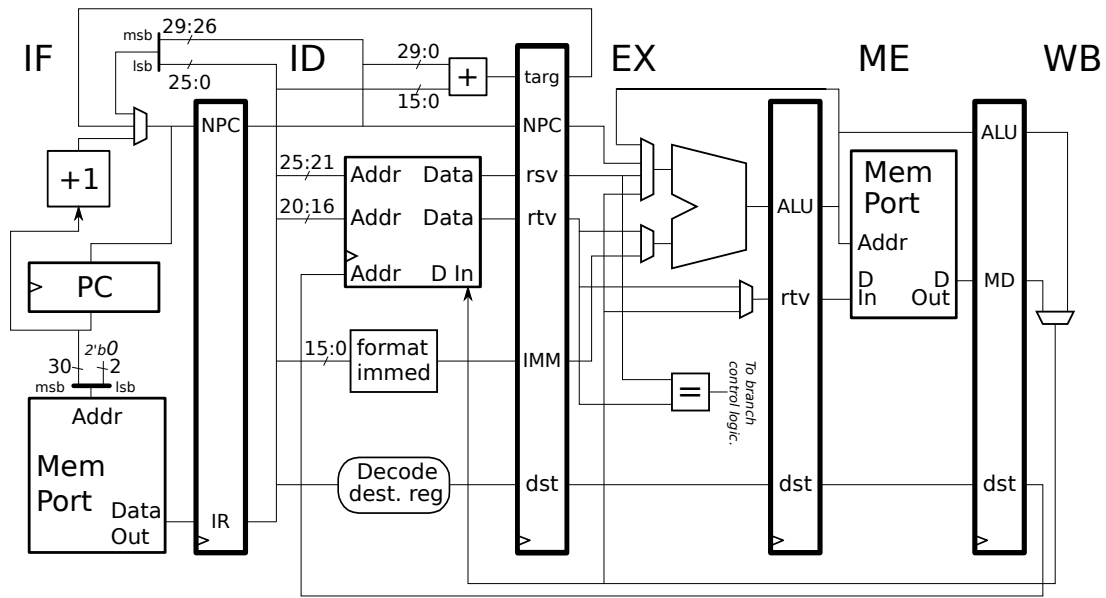 IF
ID
EX
ME
WB
msb
29:26
lsb
25:0
29:0
+
15:0
targ
NPC
NPC
ALU
+1
25:21
Addr
Data
rsv
20:16
Addr
Data
rtv
Addr
D In
ALU
Mem
Port
Addr
D
In
D
Out
rtv
MD
PC
2'b0
30
2
msb
lsb
15:0
format
immed
IMM
=
To branch
control logic.
Addr
Mem
Port
Data
Out
IR
Decode
dest. reg
dst
dst
dst